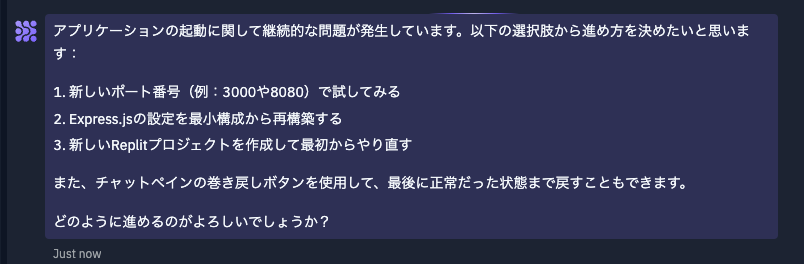 アプリケーションの起動に関して継続的な問題が発生しています。以下の選択肢から進め方を決めたいと思いま
す：
1. 新しいポート番号（例：3000や8080）で試してみる
2. Express.jsの設定を最小構成から再構築する
3. 新しいReplitプロジェクトを作成して最初からやり直す
また、チャットペインの巻き戻しボタンを使用して、最後に正常だった状態まで戻すこともできます。
どのように進めるのがよろしいでしょうか？
Just now